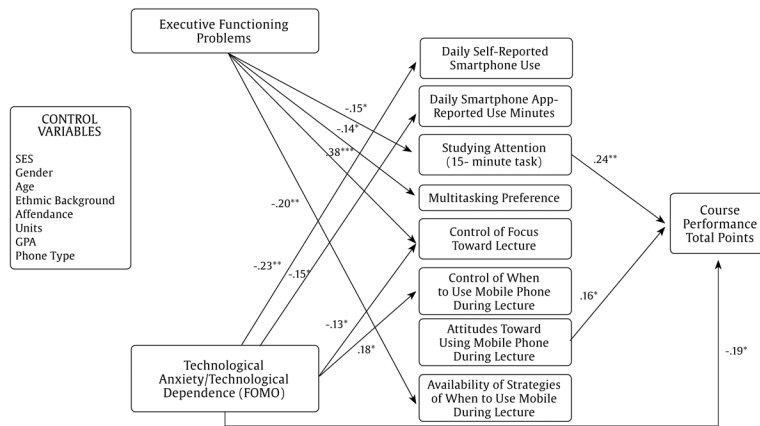 Executive Functioning
Problems
CONTROL
VARIABLES
SES
Gender
Age
Ethmic Background
Affendance
Units
GPA
Phone Type
Technological
Anxiety/Technological
Dependence (FOMO)
-.15*
-.14*
.38***
-.20**
-.23**
-.15*
-.13*
.18*
Daily Self-Reported
Smartphone Use
Daily Smartphone App-
Reported Use Minutes
Studying Attention
(15- minute task)
Multitasking Preference
Control of Focus
Toward Lecture
Control of When
to Use Mobile Phone
During Lecture
Attitudes Toward
Using Mobile Phone
During Lecture
Availability of Strategies
of When to Use Mobile
During Lecture
.24**
.16*
-.19*
Course
Performance
Total Points